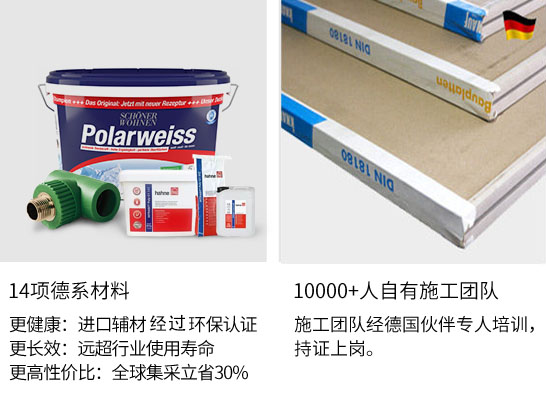 Das Original: Jetzt mit neuer Rezeptur +++
SCHÖNER
WOHNEN
Polarweiss
hahne
hahne
KNAUF
DIN 18180
Bauplatten
DIN 18180
14项德系材料
更健康：进口辅材 经过 环保认证
更长效：远超行业使用寿命
更高性价比：全球集采立省30%
10000+人自有施工团队
施工团队经德国伙伴专人培训，
持证上岗。